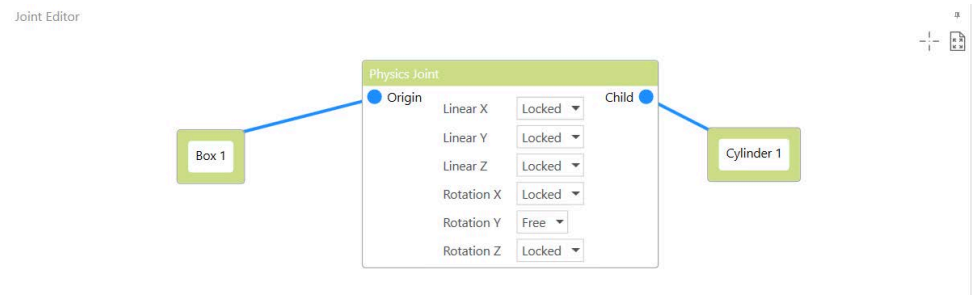 Joint Editor
Physics Joint
Origin
Child
Linear X Locked
Linear Y Locked
Linear Z Locked
Rotation X Locked
Rotation Y Free
Rotation Z Locked
Box 1
Cylinder 1